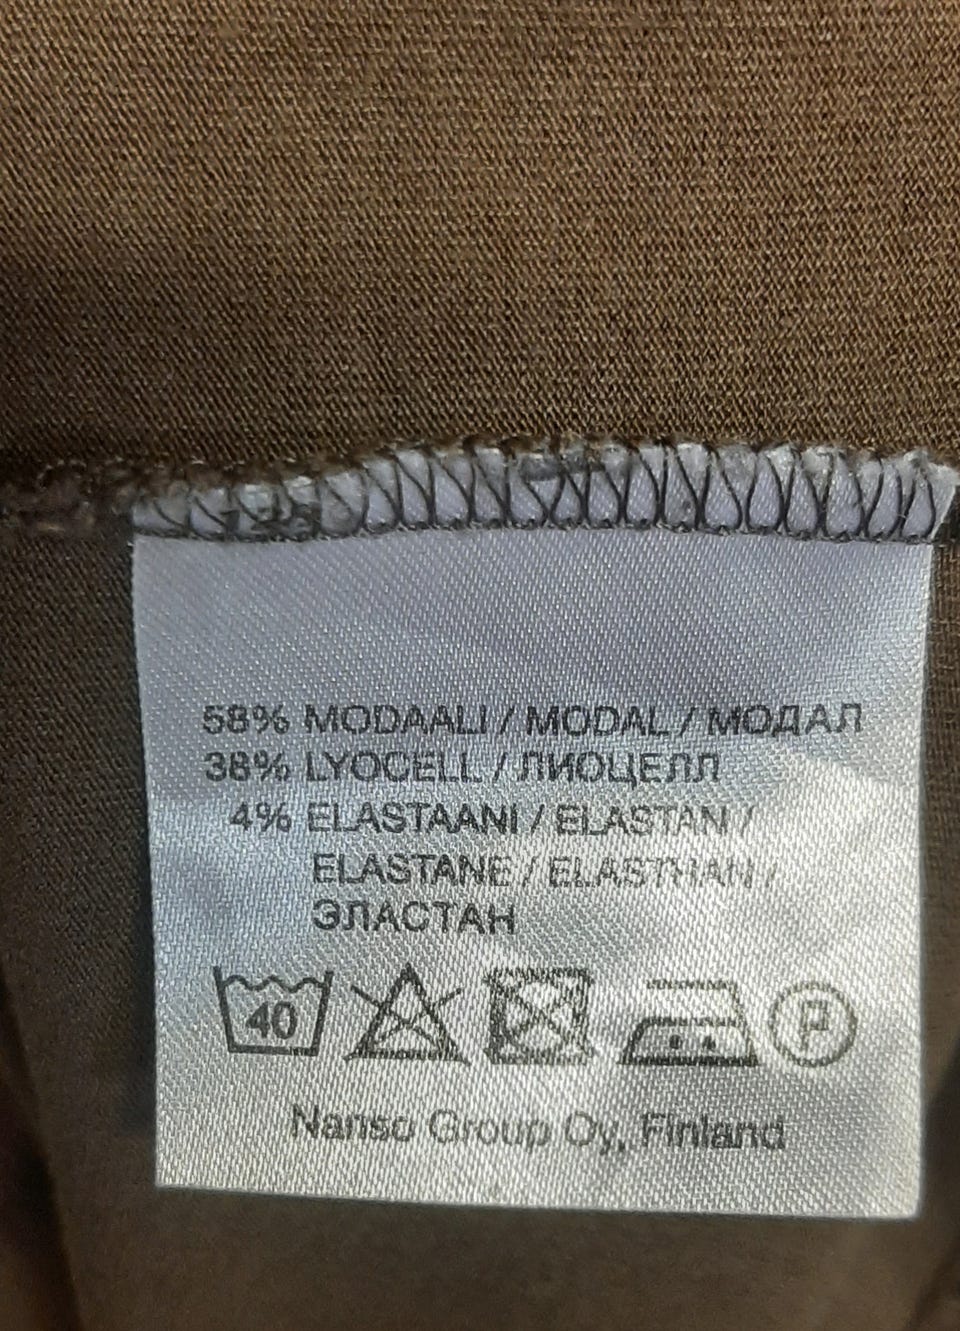 58% MODAALI / MODAL / МОДАЛ
38% LYOCELL / ЛИОЦЕЛЛ
4% ELASTAANI / ELASTAN /
ELASTANE / ELASTHAN /
ЭЛАСТАН
40 P
Nanso Group Oy, Finland